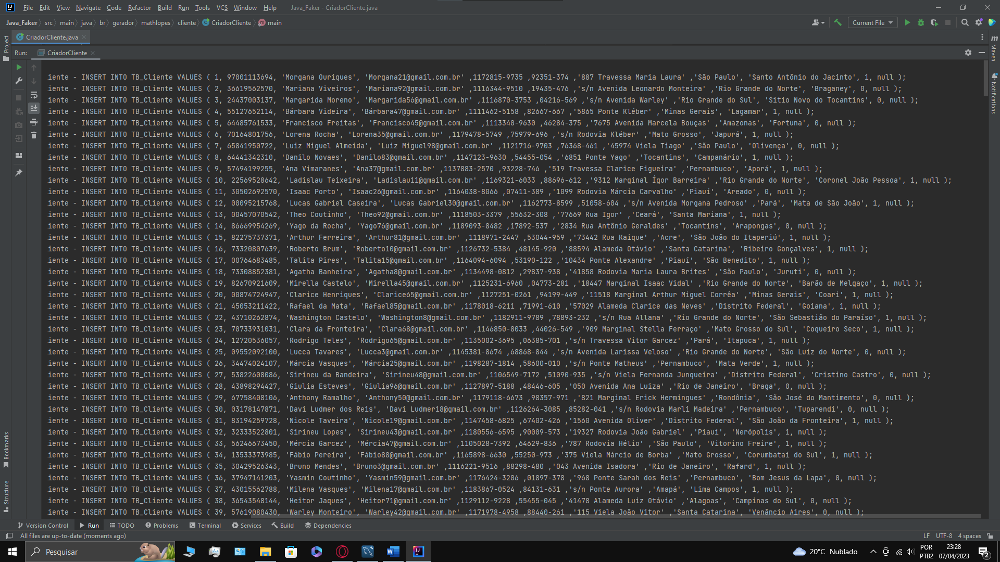 File Edit View Navigate Code Refactor Build Run Tools VCS Window Help Java_Faker - CriadorCliente.java
Java_Faker src main java br gerador mathlopes cliente CriadorCliente main Current File
CriadorCliente.java
Run: CriadorCliente
iente - INSERT INTO TB_Cliente VALUES ( 1, 97001113694, 'Morgana Ouriques', 'Morgana21@gmail.com.br' ,1172815-9735 ,92351-374 ,'887 Travessa Maria Laura' ,'São Paulo', 'Santo Antônio do Jacinto', 1, null );
iente - INSERT INTO TB_Cliente VALUES ( 2, 36619562570, 'Mariana Viveiros', 'Mariana92@gmail.com.br' ,1116344-9510 ,19435-476 ,'s/n Avenida Leonardo Monteira' ,'Rio Grande do Norte', 'Braganey', 0, null );
iente - INSERT INTO TB_Cliente VALUES ( 3, 24437003137, 'Margarida Moreno', 'Margarida56@gmail.com.br' ,1116870-3753 ,04216-569 ,'s/n Avenida Warley' ,'Rio Grande do Sul', 'Sítio Novo do Tocantins', 0, null );
iente - INSERT INTO TB_Cliente VALUES ( 4, 55127652114, 'Bárbara Videira', 'Bárbara47@gmail.com.br' ,1111462-5158 ,82667-667 ,'5865 Ponte Kléber' ,'Minas Gerais', 'Lagamar', 1, null );
iente - INSERT INTO TB_Cliente VALUES ( 5, 64485761533, 'Francisco Freitas', 'Francisco45@gmail.com.br' ,1113340-9630 ,46284-375 ,'7675 Avenida Marcela Bouças' ,'Amazonas', 'Fortuna', 0, null );
iente - INSERT INTO TB_Cliente VALUES ( 6, 70164801756, 'Lorena Rocha', 'Lorena35@gmail.com.br' ,1179478-5749 ,75979-696 ,'s/n Rodovia Kléber' ,'Mato Grosso', 'Japurá', 1, null );
iente - INSERT INTO TB_Cliente VALUES ( 7, 65841950722, 'Luiz Miguel Almeida', 'Luiz Miguel98@gmail.com.br' ,1121716-9703 ,76368-461 ,'45974 Viela Tiago' ,'São Paulo', 'Olivença', 0, null );
iente - INSERT INTO TB_Cliente VALUES ( 8, 64441342310, 'Danilo Novaes', 'Danilo83@gmail.com.br' ,1147123-9630 ,54455-054 ,'6851 Ponte Yago' ,'Tocantins', 'Campanário', 1, null );
iente - INSERT INTO TB_Cliente VALUES ( 9, 57494199255, 'Ana Vimaranes', 'Ana37@gmail.com.br' ,1137883-2570 ,93228-746 ,'519 Travessa Clarice Figueira' ,'Pernambuco', 'Aporá', 1, null );
iente - INSERT INTO TB_Cliente VALUES ( 10, 22569528642, 'Ladislau Teixeira', 'Ladislau11@gmail.com.br' ,1169321-6033 ,88696-612 ,'9312 Marginal Ígor Barreira' ,'Rio Grande do Norte', 'Coronel João Pessoa', 1, null );
iente - INSERT INTO TB_Cliente VALUES ( 11, 30502692570, 'Isaac Porto', 'Isaac26@gmail.com.br' ,1164038-8066 ,07411-389 ,'1099 Rodovia Márcia Carvalho' ,'Piauí', 'Areado', 0, null );
iente - INSERT INTO TB_Cliente VALUES ( 12, 00095215768, 'Lucas Gabriel Caseira', 'Lucas Gabriel30@gmail.com.br' ,1162773-8599 ,51058-604 ,'s/n Avenida Morgana Pedroso' ,'Pará', 'Mata de São João', 1, null );
iente - INSERT INTO TB_Cliente VALUES ( 13, 00457070542, 'Theo Coutinho', 'Theo92@gmail.com.br' ,1118503-3379 ,55632-308 ,'77669 Rua Igor' ,'Ceará', 'Santa Mariana', 1, null );
iente - INSERT INTO TB_Cliente VALUES ( 14, 86669954269, 'Yago da Rocha', 'Yago76@gmail.com.br' ,1189093-8482 ,17892-537 ,'2834 Rua Antônio Geraldes' ,'Tocantins', 'Arapongas', 0, null );
iente - INSERT INTO TB_Cliente VALUES ( 15, 82275737371, 'Arthur Ferreira', 'Arthur81@gmail.com.br' ,1118971-2447 ,53044-959 ,'73442 Rua Kaique' ,'Acre', 'São João do Itaperiú', 1, null );
iente - INSERT INTO TB_Cliente VALUES ( 16, 73320807639, 'Roberto Brum', 'Roberto10@gmail.com.br' ,1126732-5384 ,48145-920 ,'88594 Alameda Otávio' ,'Santa Catarina', 'Ribeiro Gonçalves', 1, null );
iente - INSERT INTO TB_Cliente VALUES ( 17, 00764683485, 'Talita Pires', 'Talita15@gmail.com.br' ,1164094-6094 ,53190-122 ,'10434 Ponte Alexandre' ,'Piauí', 'São Benedito', 1, null );
iente - INSERT INTO TB_Cliente VALUES ( 18, 73308852381, 'Agatha Banheira', 'Agatha8@gmail.com.br' ,1134498-0812 ,29837-938 ,'41858 Rodovia Maria Laura Brites' ,'São Paulo', 'Juruti', 0, null );
iente - INSERT INTO TB_Cliente VALUES ( 19, 82670921609, 'Mirella Castelo', 'Mirella45@gmail.com.br' ,1125231-6960 ,04773-281 ,'18447 Marginal Isaac Vidal' ,'Rio Grande do Norte', 'Barão de Melgaço', 1, null );
iente - INSERT INTO TB_Cliente VALUES ( 20, 00874724947, 'Clarice Henriques', 'Clarice65@gmail.com.br' ,1127251-0261 ,94199-449 ,'11518 Marginal Arthur Miguel Corrêa' ,'Minas Gerais', 'Coari', 1, null );
iente - INSERT INTO TB_Cliente VALUES ( 21, 45053211422, 'Rafael da Mata', 'Rafael85@gmail.com.br' ,1178018-6211 ,71991-610 ,'57029 Alameda Clarice das Neves' ,'Distrito Federal', 'Goiana', 1, null );
iente - INSERT INTO TB_Cliente VALUES ( 22, 43710262874, 'Washington Castelo', 'Washington8@gmail.com.br' ,1182911-9789 ,78893-232 ,'s/n Rua Allana' ,'Rio Grande do Norte', 'São Sebastião do Paraíso', 1, null );
iente - INSERT INTO TB_Cliente VALUES ( 23, 70733931031, 'Clara da Fronteira', 'Clara68@gmail.com.br' ,1146850-8033 ,44026-549 ,'909 Marginal Stella Ferraço' ,'Mato Grosso do Sul', 'Coqueiro Seco', 1, null );
iente - INSERT INTO TB_Cliente VALUES ( 24, 12720536057, 'Rodrigo Teles', 'Rodrigo65@gmail.com.br' ,1135002-3695 ,06385-701 ,'s/n Travessa Vitor Garcez' ,'Pará', 'Itapuca', 1, null );
iente - INSERT INTO TB_Cliente VALUES ( 25, 09552092100, 'Lucca Tavares', 'Lucca3@gmail.com.br' ,1145381-8674 ,68868-844 ,'s/n Avenida Larissa Veloso' ,'Rio Grande do Norte', 'São Luiz do Norte', 0, null );
iente - INSERT INTO TB_Cliente VALUES ( 26, 34474024107, 'Márcia Vasques', 'Márcia25@gmail.com.br' ,1198287-1814 ,58600-010 ,'s/n Ponte Matheus' ,'Pernambuco', 'Mata Verde', 1, null );
iente - INSERT INTO TB_Cliente VALUES ( 27, 53822608086, 'Sirineu da Bandeira', 'Sirineu48@gmail.com.br' ,1106549-7172 ,51090-935 ,'s/n Viela Fernanda Junqueira' ,'Distrito Federal', 'Cristino Castro', 0, null );
iente - INSERT INTO TB_Cliente VALUES ( 28, 43898294427, 'Giulia Esteves', 'Giulia96@gmail.com.br' ,1127897-5188 ,48446-605 ,'050 Avenida Ana Luiza' ,'Rio de Janeiro', 'Braga', 0, null );
iente - INSERT INTO TB_Cliente VALUES ( 29, 67758408106, 'Anthony Ramalho', 'Anthony50@gmail.com.br' ,1179118-6673 ,98357-971 ,'821 Marginal Erick Hermingues' ,'Rondônia', 'São José do Mantimento', 0, null );
iente - INSERT INTO TB_Cliente VALUES ( 30, 03178147871, 'Davi Ludmer dos Reis', 'Davi Ludmer18@gmail.com.br' ,1126264-3085 ,85282-041 ,'s/n Rodovia Marli Madeira' ,'Pernambuco', 'Tuparendi', 0, null );
iente - INSERT INTO TB_Cliente VALUES ( 31, 83194259728, 'Nicole Taveira', 'Nicole19@gmail.com.br' ,1147458-6825 ,67402-426 ,'1560 Avenida Oliver' ,'Distrito Federal', 'São João da Fronteira', 1, null );
iente - INSERT INTO TB_Cliente VALUES ( 32, 32333522801, 'Sirineu Lopes', 'Sirineu43@gmail.com.br' ,1180556-6595 ,90009-573 ,'19327 Rodovia João Gabriel' ,'Piauí', 'Nerópolis', 1, null );
iente - INSERT INTO TB_Cliente VALUES ( 33, 56246673450, 'Mércia Garcez', 'Mércia47@gmail.com.br' ,1105028-7392 ,64629-836 ,'787 Rodovia Hélio' ,'São Paulo', 'Vitorino Freire', 1, null );
iente - INSERT INTO TB_Cliente VALUES ( 34, 13533373985, 'Fábio Pereira', 'Fábio88@gmail.com.br' ,1165898-6630 ,55250-973 ,'375 Viela Márcio de Borba' ,'Mato Grosso', 'Corumbataí do Sul', 1, null );
iente - INSERT INTO TB_Cliente VALUES ( 35, 30429526343, 'Bruno Mendes', 'Bruno3@gmail.com.br' ,1116221-9516 ,88298-480 ,'043 Avenida Isadora' ,'Rio de Janeiro', 'Rafard', 1, null );
iente - INSERT INTO TB_Cliente VALUES ( 36, 37947141203, 'Yasmin Coutinho', 'Yasmin59@gmail.com.br' ,1176424-3206 ,01897-378 ,'968 Ponte Sarah dos Reis' ,'Pernambuco', 'Bom Jesus da Lapa', 0, null );
iente - INSERT INTO TB_Cliente VALUES ( 37, 43015562788, 'Milena Vasques', 'Milena17@gmail.com.br' ,1183867-0524 ,84131-631 ,'s/n Ponte Aurora' ,'Amapá', 'Lima Campos', 1, null );
iente - INSERT INTO TB_Cliente VALUES ( 38, 36543548144, 'Heitor Jaques', 'Heitor71@gmail.com.br' ,1129112-9228 ,55455-045 ,'41478 Alameda Luiz Otávio' ,'Alagoas', 'Campinas do Sul', 0, null );
iente - INSERT INTO TB_Cliente VALUES ( 39, 57619080430, 'Warley Monteiro', 'Warley42@gmail.com.br' ,1171978-4958 ,88440-261 ,'115 Viela João Vitor' ,'Santa Catarina', 'Venâncio Aires', 0, null );
Project
Bookmarks
Structure
m
Maven
Notifications
Version Control Run TODO Problems Terminal Services Build Dependencies
All files are up-to-date (moments ago) LF UTF-8 4 spaces
Pesquisar 20°C Nublado POR 23:28
PTB2 07/04/2023 2